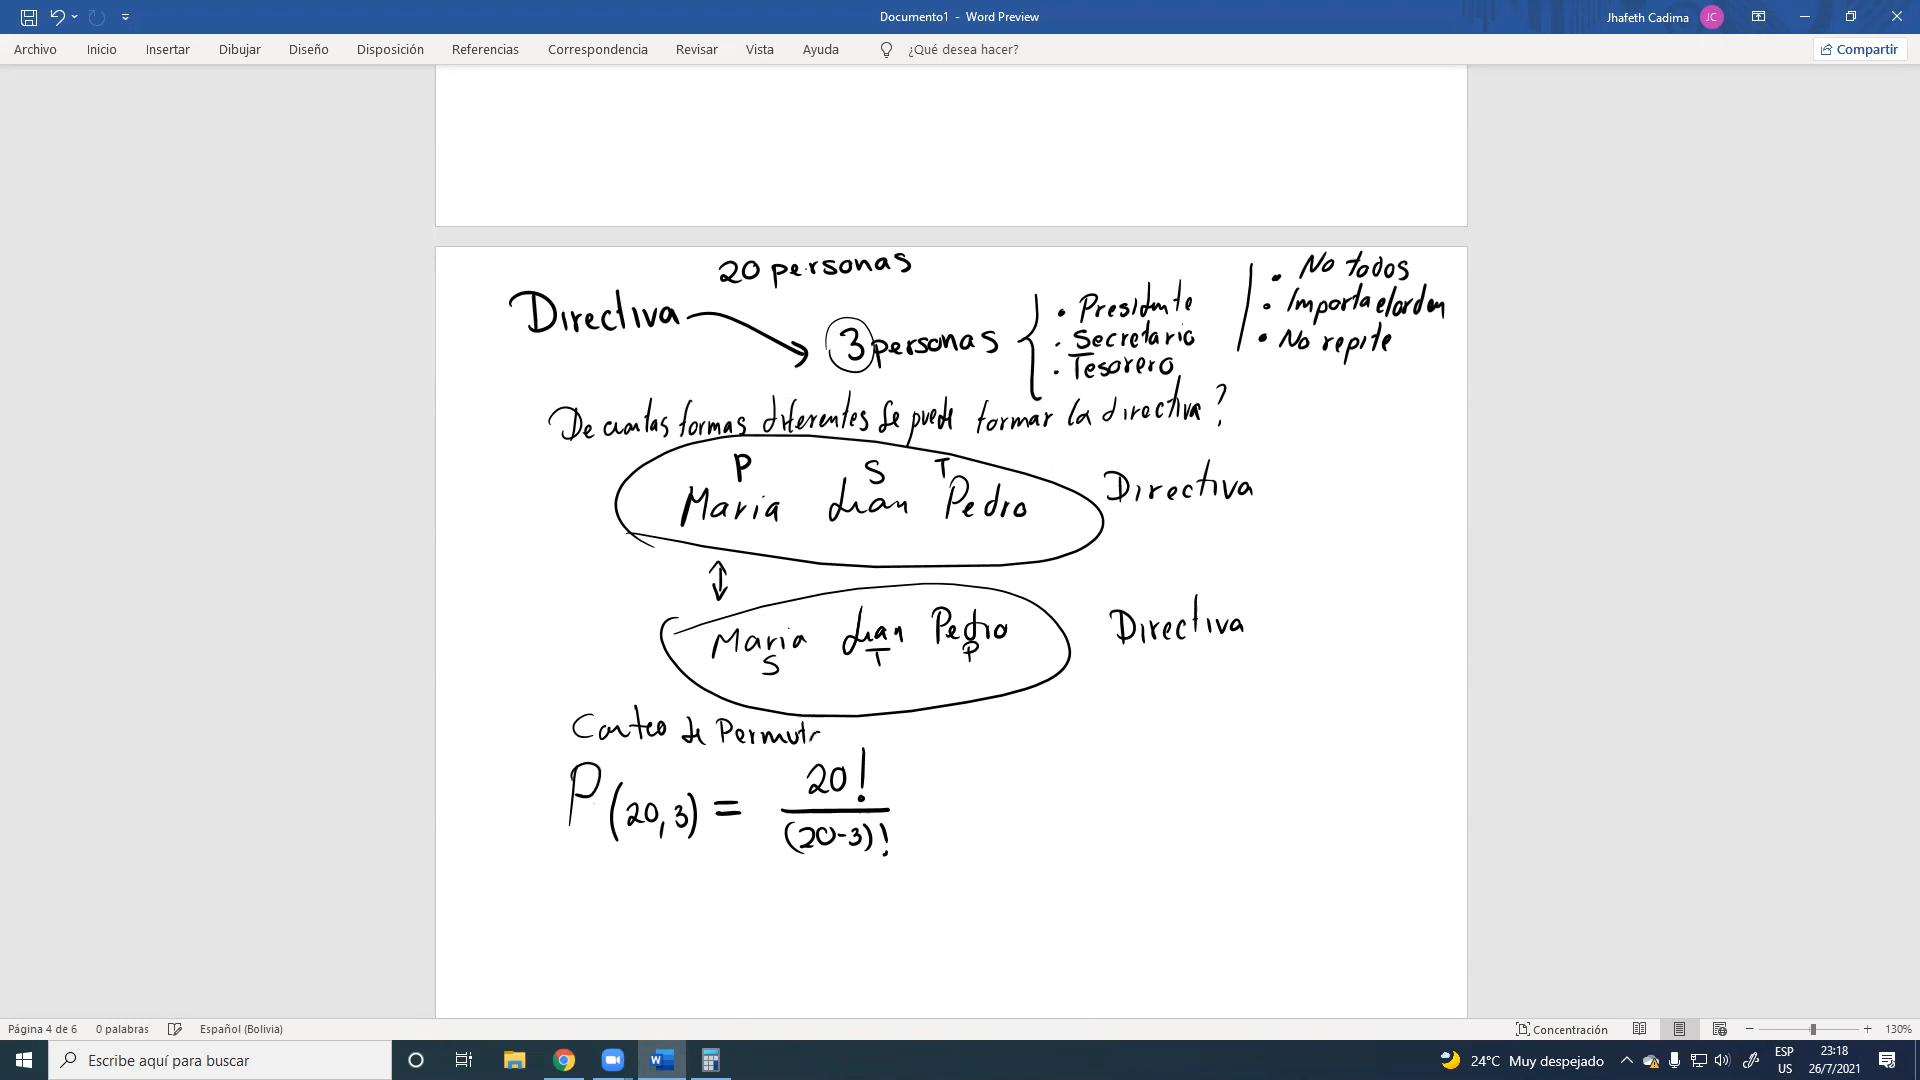 Documento1 - Word Preview
Jhafeth Cadima
JC
Archivo Inicio Insertar Dibujar Diseño Disposición Referencias Correspondencia Revisar Vista Ayuda ¿Qué desea hacer?
Compartir
20 personas
Directiva
3 personas
• Presidente
• Secretario
• Tesorero
• No todos
• Importa el orden
• No repite
De cuantas formas diferentes se puede formar la directiva?
P S T
Maria Juan Pedro
Directiva
Maria Juan Pedro
S T P
Directiva
Conteo de Permut
P(20,3) = 20!
(20-3)!
Página 4 de 6 0 palabras Español (Bolivia)
Concentración
130%
Escribe aquí para buscar
24°C Muy despejado
ESP
US
23:18
26/7/2021